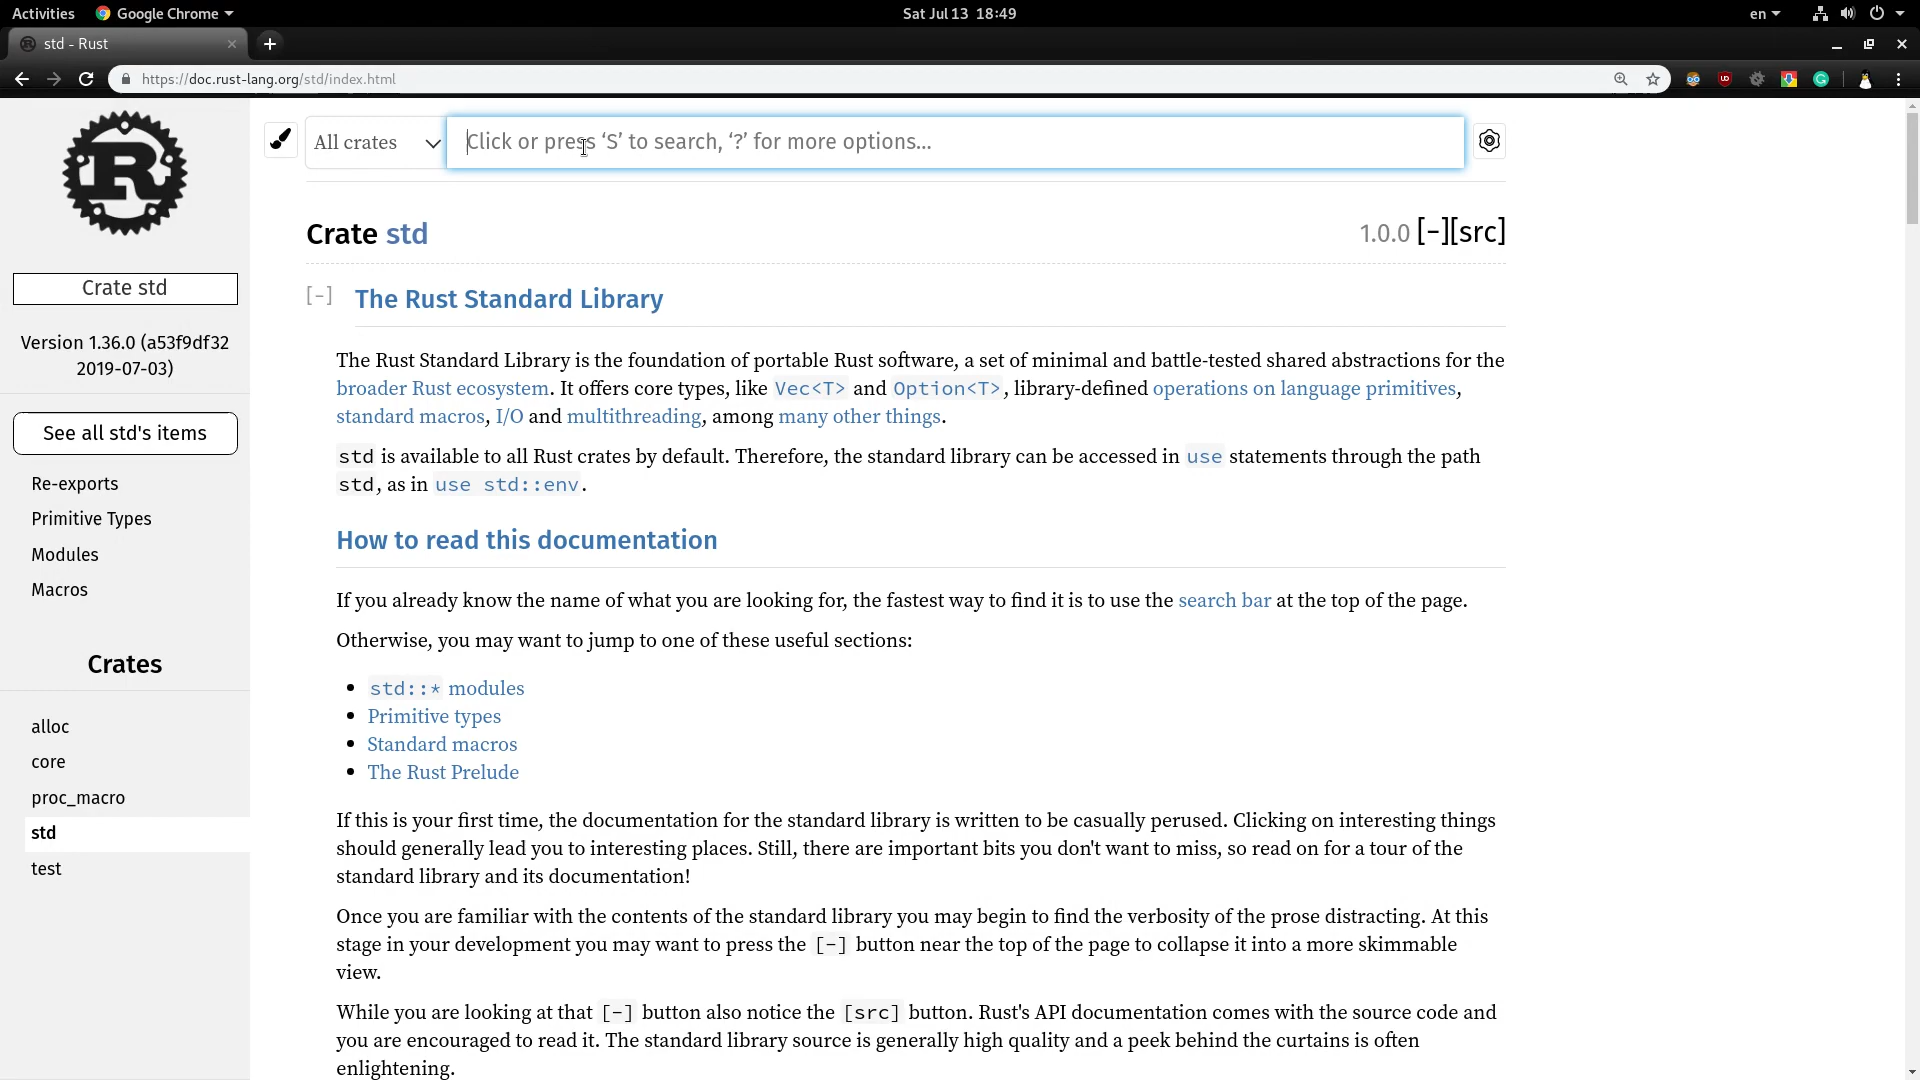 Activities
Google Chrome
Sat Jul 13 18:49
en
std - Rust
https://doc.rust-lang.org/std/index.html
All crates
Click or press ‘S’ to search, ‘?’ for more options…
Crate std
1.0.0 [-][src]
Crate std
[-]
The Rust Standard Library
Version 1.36.0 (a53f9df32
2019-07-03)
See all std's items
Re-exports
Primitive Types
Modules
Macros
Crates
alloc
core
proc_macro
std
test
The Rust Standard Library is the foundation of portable Rust software, a set of minimal and battle-tested shared abstractions for the
broader Rust ecosystem. It offers core types, like Vec<T> and Option<T>, library-defined operations on language primitives,
standard macros, I/O and multithreading, among many other things.
std is available to all Rust crates by default. Therefore, the standard library can be accessed in use statements through the path
std, as in use std::env.
How to read this documentation
If you already know the name of what you are looking for, the fastest way to find it is to use the search bar at the top of the page.
Otherwise, you may want to jump to one of these useful sections:
std::* modules
Primitive types
Standard macros
The Rust Prelude
If this is your first time, the documentation for the standard library is written to be casually perused. Clicking on interesting things
should generally lead you to interesting places. Still, there are important bits you don't want to miss, so read on for a tour of the
standard library and its documentation!
Once you are familiar with the contents of the standard library you may begin to find the verbosity of the prose distracting. At this
stage in your development you may want to press the [-] button near the top of the page to collapse it into a more skimmable
view.
While you are looking at that [-] button also notice the [src] button. Rust's API documentation comes with the source code and
you are encouraged to read it. The standard library source is generally high quality and a peek behind the curtains is often
enlightening.